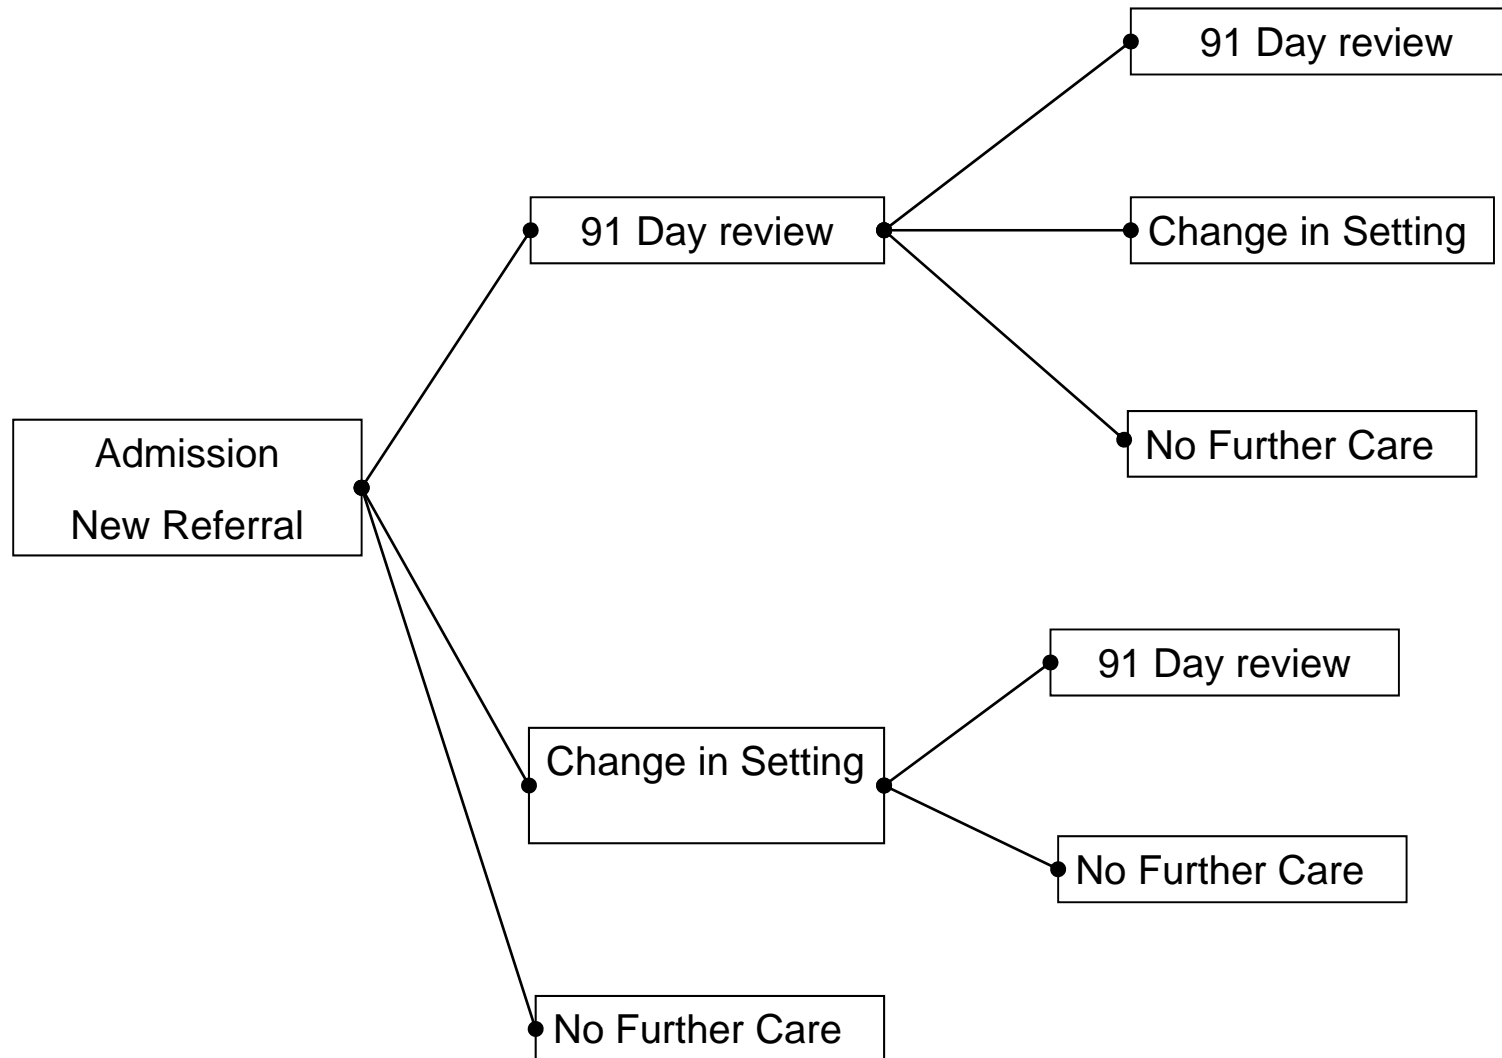 91 Day review
91 Day review
Change in Setting
No Further Care
Admission
New Referral
91 Day review
Change in Setting
No Further Care
No Further Care